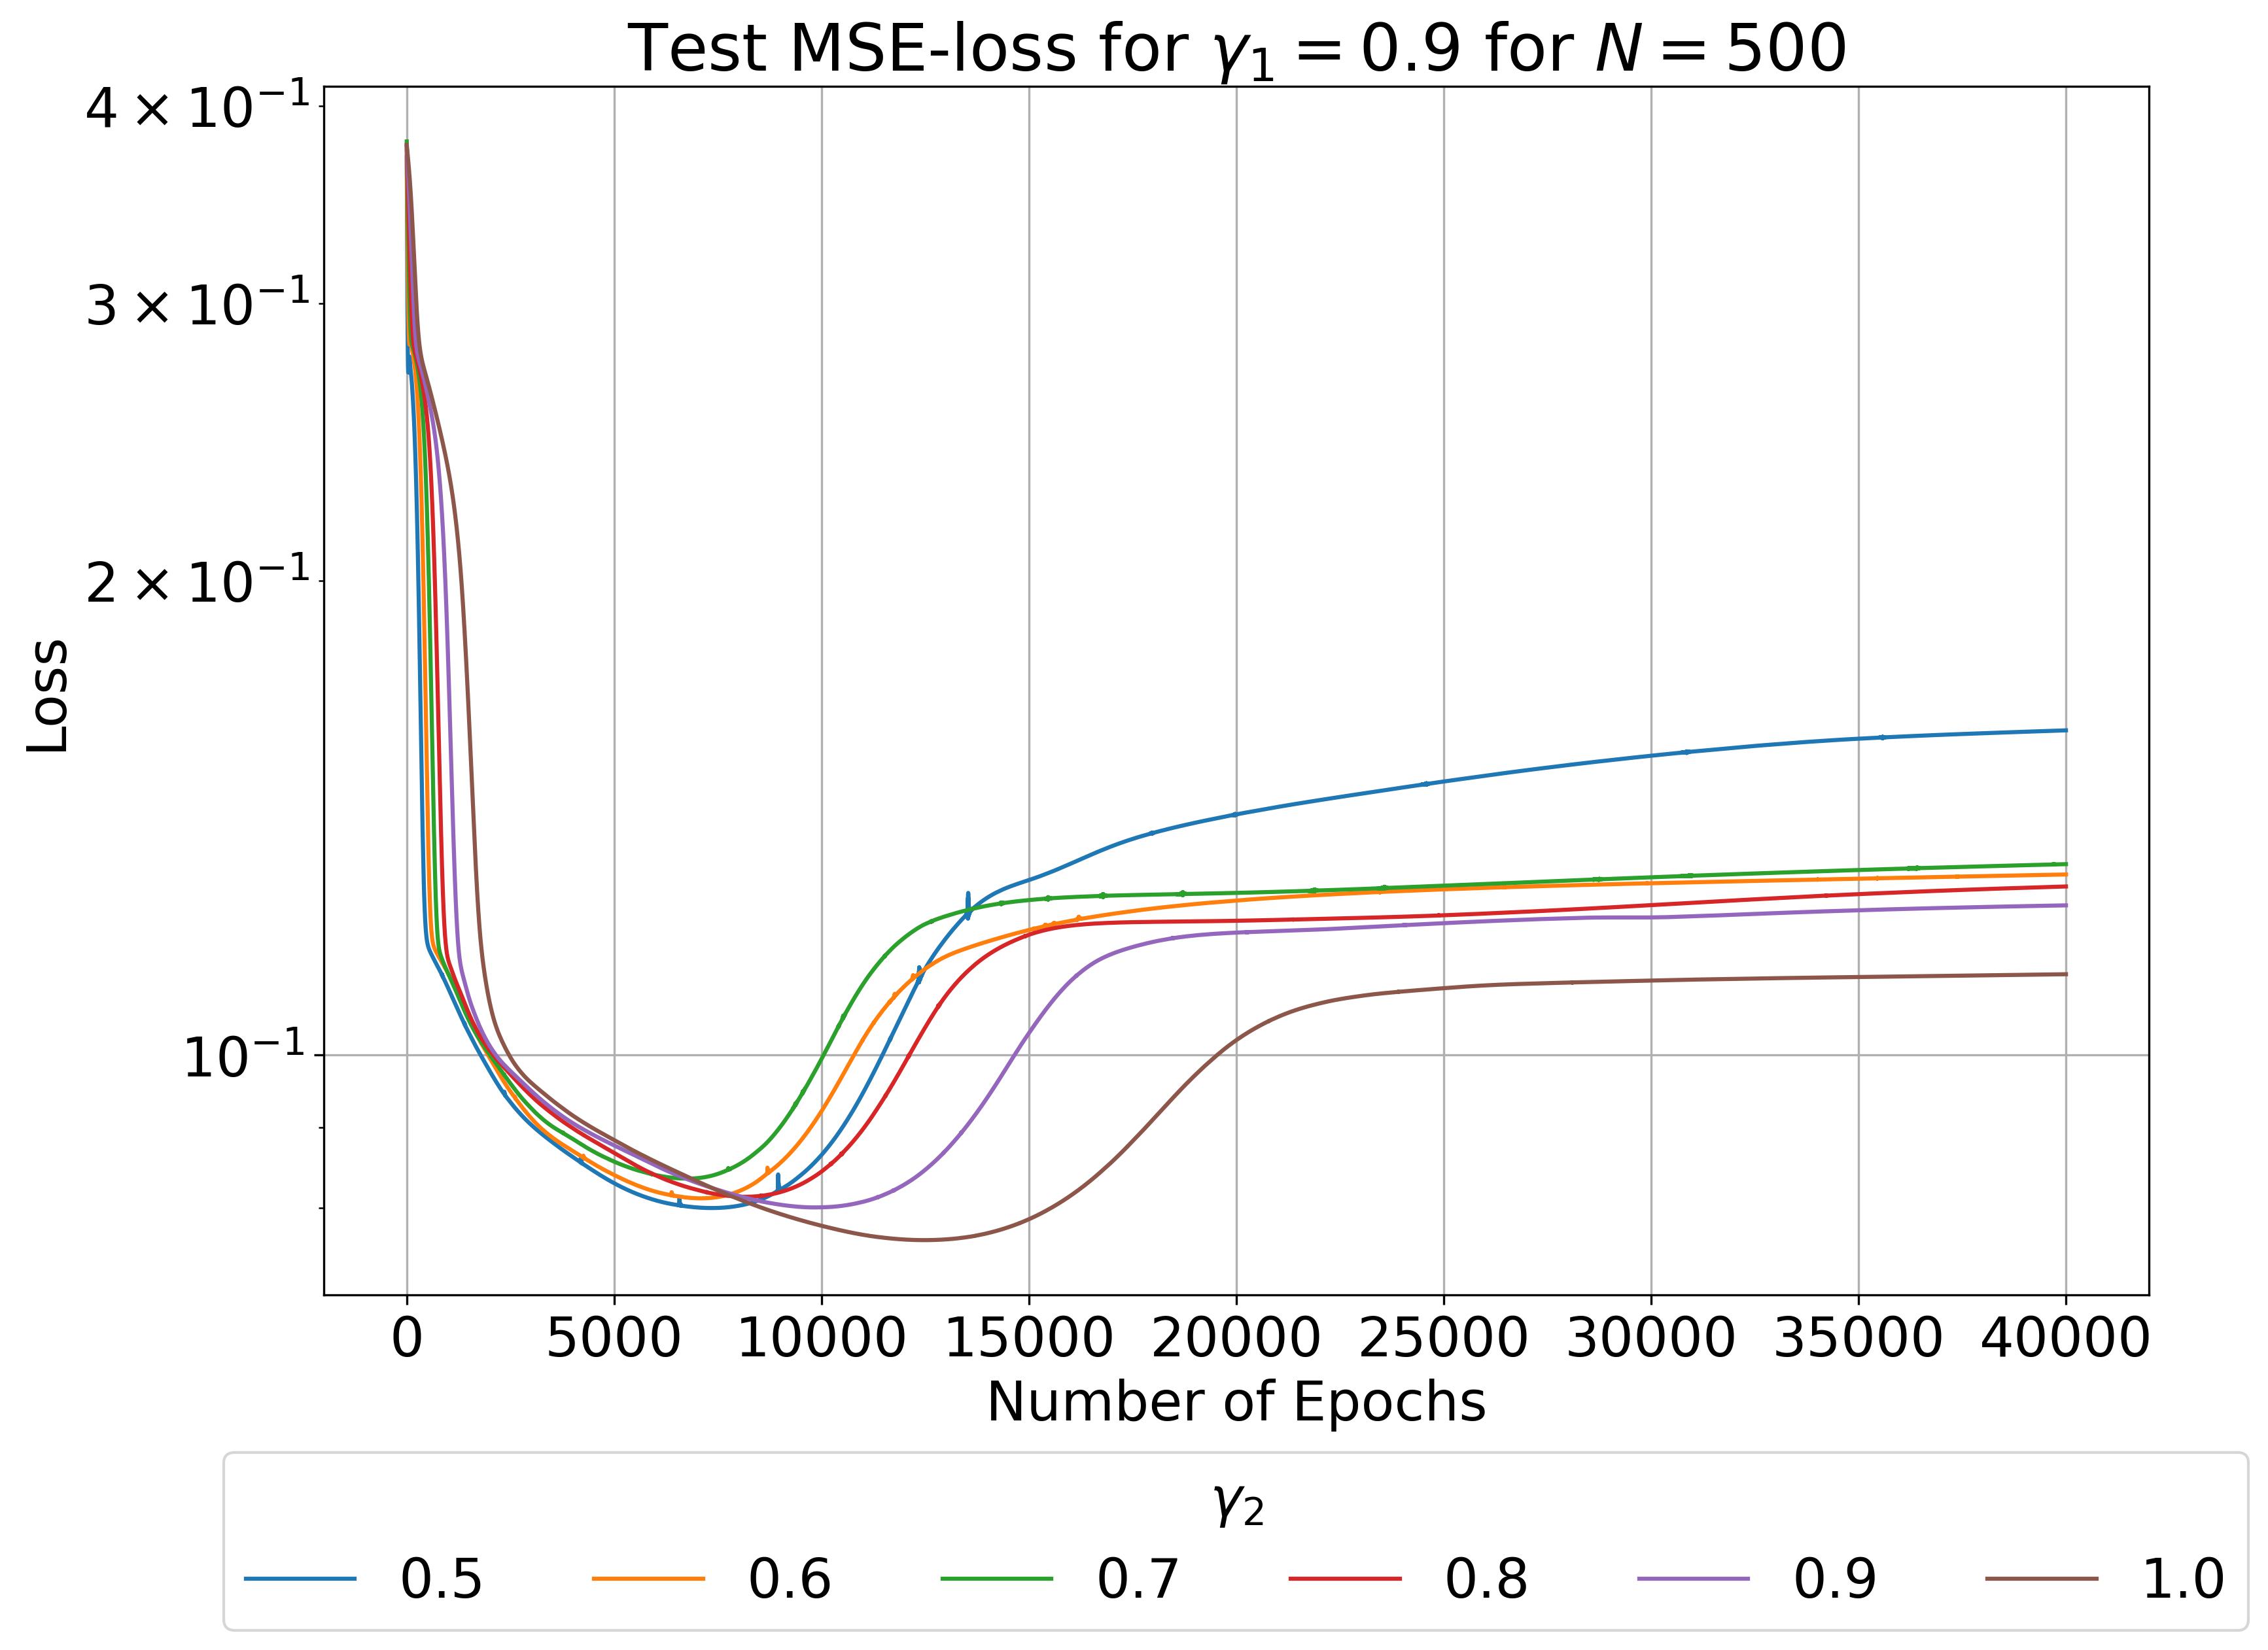 Test MSE-loss for γ₁ = 0.9 for N = 500
4 × 10⁻¹
3 × 10⁻¹
2 × 10⁻¹
10⁻¹
Loss
0 5000 10000 15000 20000 25000 30000 35000 40000
Number of Epochs
γ₂
0.5 0.6 0.7 0.8 0.9 1.0